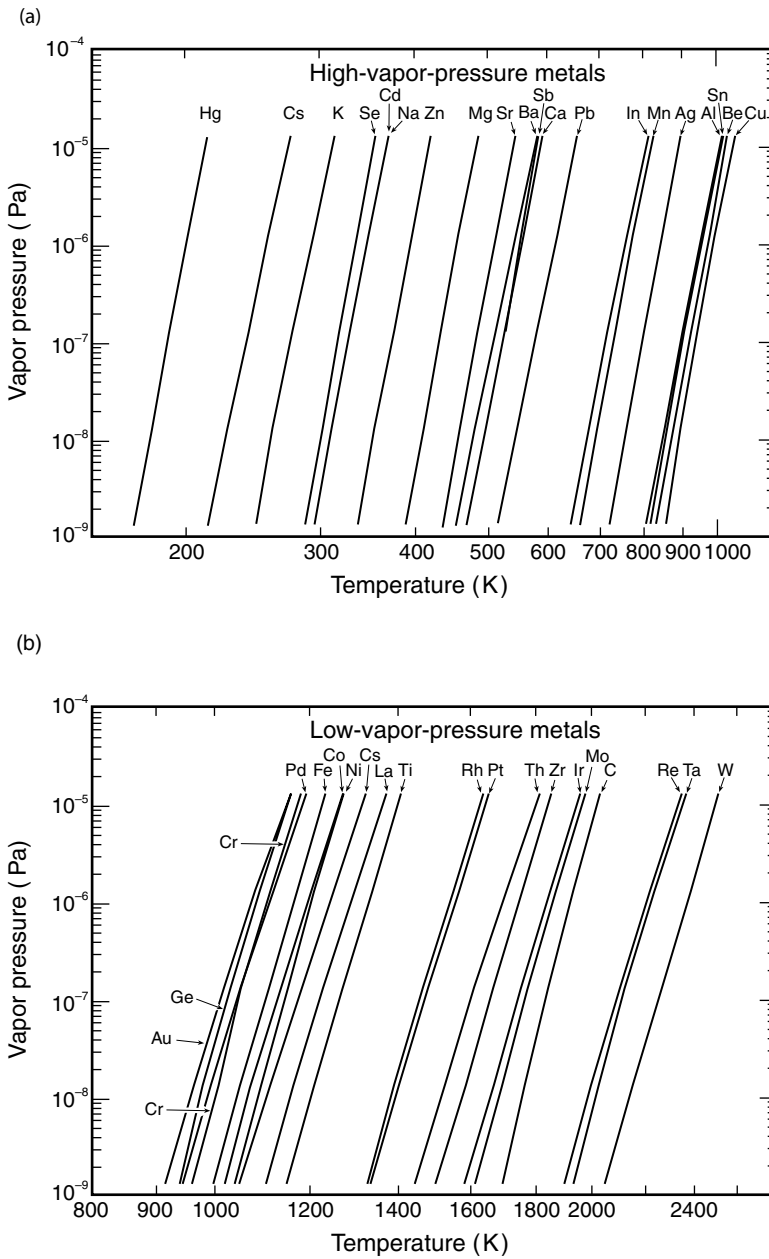 (a)
High-vapor-pressure metals
Hg Cs K Se Cd Na Zn Mg Sr Ba Sb Ca Pb In Mn Ag Al Sn Be Cu
10⁻⁴
10⁻⁵
10⁻⁶
10⁻⁷
10⁻⁸
10⁻⁹
Vapor pressure ( Pa)
200 300 400 500 600 700 800 900 1000
Temperature (K)
(b)
Low-vapor-pressure metals
Pd Fe Co Ni Cs La Ti Rh Pt Th Zr Ir Mo C Re Ta W
Cr
Ge
Au
Cr
10⁻⁴
10⁻⁵
10⁻⁶
10⁻⁷
10⁻⁸
10⁻⁹
Vapor pressure ( Pa)
800 900 1000 1200 1400 1600 1800 2000 2400
Temperature (K)